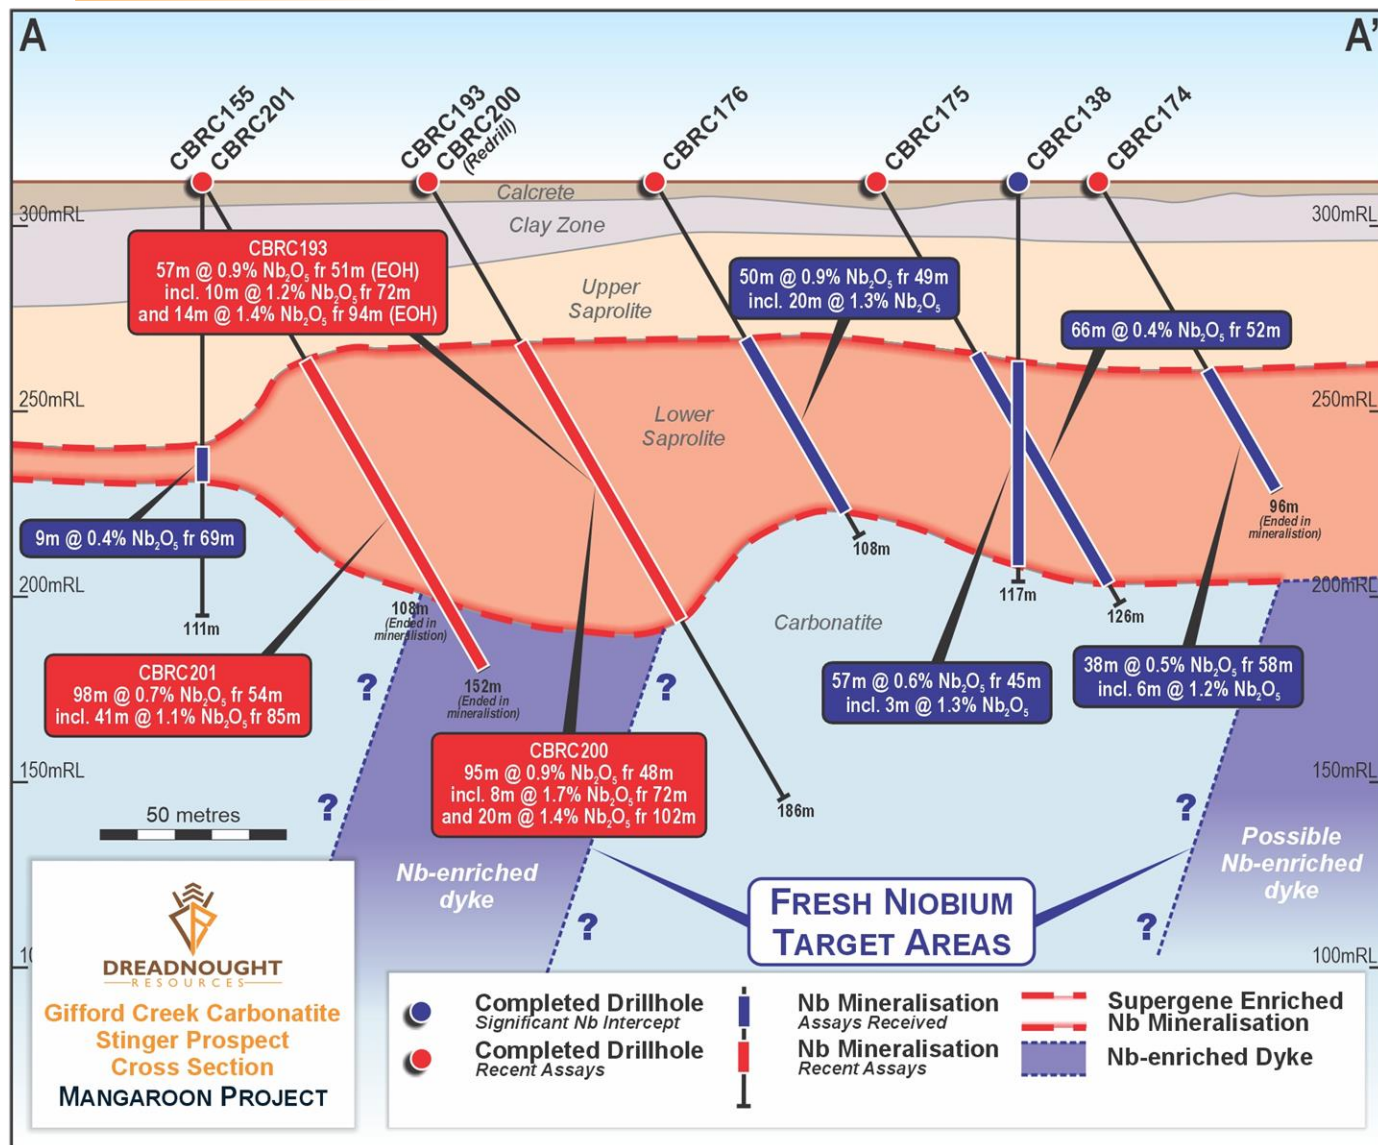 A
A'
CBRC155
CBRC201
CBRC193
CBRC200
(Redrill)
CBRC176
CBRC175
CBRC138
CBRC174
Calcrete
300mRL
Clay Zone
300mRL
CBRC193
57m @ 0.9% Nb₂O₅ fr 51m (EOH)
incl. 10m @ 1.2% Nb₂O₅ fr 72m
and 14m @ 1.4% Nb₂O₅ fr 94m (EOH)
Upper
Saprolite
50m @ 0.9% Nb₂O₅ fr 49m
incl. 20m @ 1.3% Nb₂O₅
66m @ 0.4% Nb₂O₅ fr 52m
250mRL
Lower
Saprolite
250mRL
9m @ 0.4% Nb₂O₅ fr 69m
96m
(Ended in
mineralisation)
108m
200mRL
117m
200mRL
108m
(Ended in
mineralistion)
126m
111m
Carbonatite
CBRC201
98m @ 0.7% Nb₂O₅ fr 54m
incl. 41m @ 1.1% Nb₂O₅ fr 85m
?
152m
(Ended in
mineralistion)
?
57m @ 0.6% Nb₂O₅ fr 45m
incl. 3m @ 1.3% Nb₂O₅
38m @ 0.5% Nb₂O₅ fr 58m
incl. 6m @ 1.2% Nb₂O₅
CBRC200
95m @ 0.9% Nb₂O₅ fr 48m
incl. 8m @ 1.7% Nb₂O₅ fr 72m
and 20m @ 1.4% Nb₂O₅ fr 102m
150mRL
150mRL
?
186m
?
50 metres
Nb-enriched
dyke
Possible
Nb-enriched
dyke
?
FRESH NIOBIUM
TARGET AREAS
?
100mRL
DREADNOUGHT
RESOURCES
Gifford Creek Carbonatite
Stinger Prospect
Cross Section
MANGAROON PROJECT
Completed Drillhole
Significant Nb Intercept
Completed Drillhole
Recent Assays
Nb Mineralisation
Assays Received
Nb Mineralisation
Recent Assays
Supergene Enriched
Nb Mineralisation
Nb-enriched Dyke